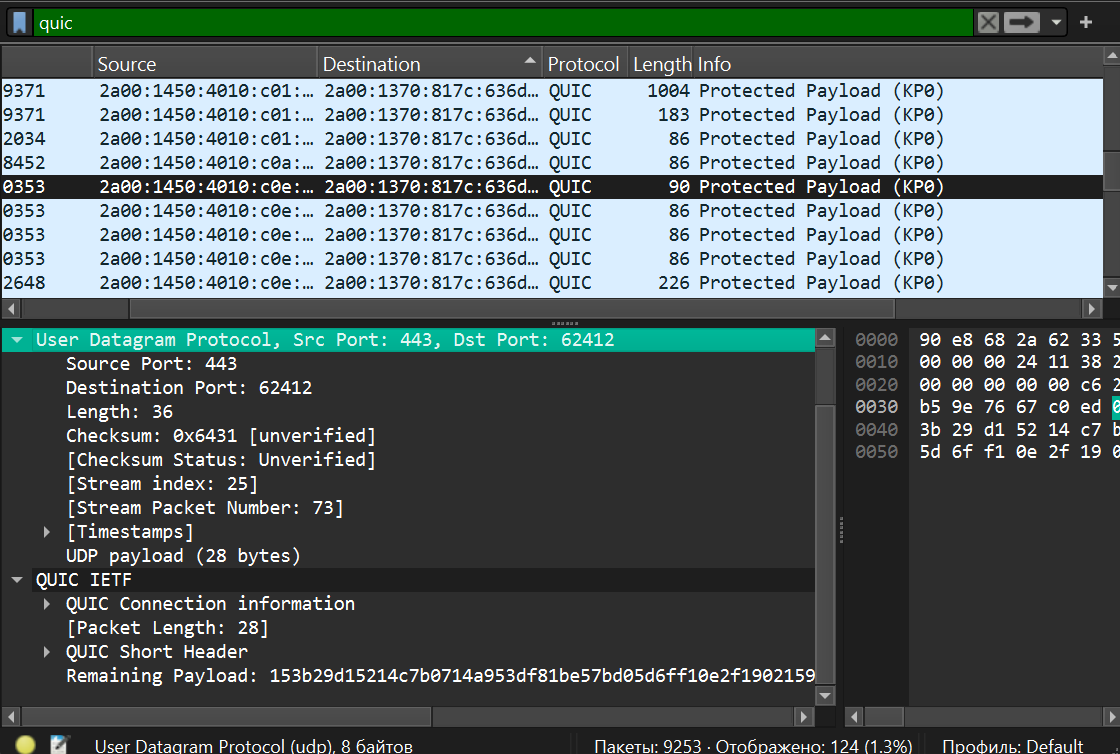 quic
Source Destination Protocol Length Info
9371 2a00:1450:4010:c01:… 2a00:1370:817c:636d… QUIC 1004 Protected Payload (KP0)
9371 2a00:1450:4010:c01:… 2a00:1370:817c:636d… QUIC 183 Protected Payload (KP0)
2034 2a00:1450:4010:c01:… 2a00:1370:817c:636d… QUIC 86 Protected Payload (KP0)
8452 2a00:1450:4010:c0a:… 2a00:1370:817c:636d… QUIC 86 Protected Payload (KP0)
0353 2a00:1450:4010:c0e:… 2a00:1370:817c:636d… QUIC 90 Protected Payload (KP0)
0353 2a00:1450:4010:c0e:… 2a00:1370:817c:636d… QUIC 86 Protected Payload (KP0)
0353 2a00:1450:4010:c0e:… 2a00:1370:817c:636d… QUIC 86 Protected Payload (KP0)
0353 2a00:1450:4010:c0e:… 2a00:1370:817c:636d… QUIC 86 Protected Payload (KP0)
2648 2a00:1450:4010:c0e:… 2a00:1370:817c:636d… QUIC 226 Protected Payload (KP0)
User Datagram Protocol, Src Port: 443, Dst Port: 62412
Source Port: 443
Destination Port: 62412
Length: 36
Checksum: 0x6431 [unverified]
[Checksum Status: Unverified]
[Stream index: 25]
[Stream Packet Number: 73]
[Timestamps]
UDP payload (28 bytes)
QUIC IETF
QUIC Connection information
[Packet Length: 28]
QUIC Short Header
Remaining Payload: 153b29d15214c7b0714a953df81be57bd05d6ff10e2f1902159
0000 90 e8 68 2a 62 33 5
0010 00 00 00 24 11 38 2
0020 00 00 00 00 00 c6 2
0030 b5 9e 76 67 c0 ed 0
0040 3b 29 d1 52 14 c7 b
0050 5d 6f f1 0e 2f 19 0
User Datagram Protocol (udp), 8 байтов
Пакеты: 9253 · Отображено: 124 (1.3%)
Профиль: Default